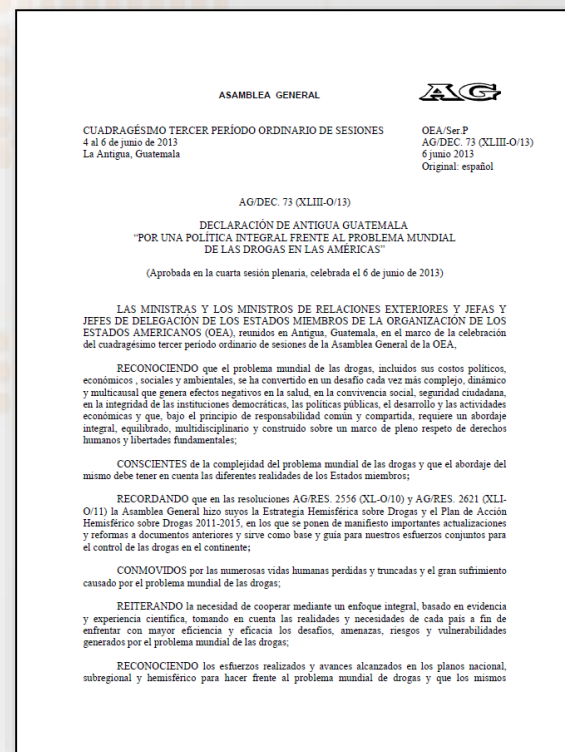 ASAMBLEA GENERAL
AG
CUADRAGÉSIMO TERCER PERÍODO ORDINARIO DE SESIONES
4 al 6 de junio de 2013
La Antigua, Guatemala
OEA/Ser.P
AG/DEC. 73 (XLIII-O/13)
6 junio 2013
Original: español
AG/DEC. 73 (XLIII-O/13)
DECLARACIÓN DE ANTIGUA GUATEMALA
“POR UNA POLÍTICA INTEGRAL FRENTE AL PROBLEMA MUNDIAL
DE LAS DROGAS EN LAS AMÉRICAS”
(Aprobada en la cuarta sesión plenaria, celebrada el 6 de junio de 2013)
LAS MINISTRAS Y LOS MINISTROS DE RELACIONES EXTERIORES Y JEFAS Y
JEFES DE DELEGACIÓN DE LOS ESTADOS MIEMBROS DE LA ORGANIZACIÓN DE LOS
ESTADOS AMERICANOS (OEA), reunidos en Antigua, Guatemala, en el marco de la celebración
del cuadragésimo tercer período ordinario de sesiones de la Asamblea General de la OEA,
RECONOCIENDO que el problema mundial de las drogas, incluidos sus costos políticos,
económicos , sociales y ambientales, se ha convertido en un desafío cada vez más complejo, dinámico
y multicausal que genera efectos negativos en la salud, en la convivencia social, seguridad ciudadana,
en la integridad de las instituciones democráticas, las políticas públicas, el desarrollo y las actividades
económicas y que, bajo el principio de responsabilidad común y compartida, requiere un abordaje
integral, equilibrado, multidisciplinario y construido sobre un marco de pleno respeto de derechos
humanos y libertades fundamentales;
CONSCIENTES de la complejidad del problema mundial de las drogas y que el abordaje del
mismo debe tener en cuenta las diferentes realidades de los Estados miembros;
RECORDANDO que en las resoluciones AG/RES. 2556 (XL-O/10) y AG/RES. 2621 (XLI-
O/11) la Asamblea General hizo suyos la Estrategia Hemisférica sobre Drogas y el Plan de Acción
Hemisférico sobre Drogas 2011-2015, en los que se ponen de manifiesto importantes actualizaciones
y reformas a documentos anteriores y sirve como base y guía para nuestros esfuerzos conjuntos para
el control de las drogas en el continente;
CONMOVIDOS por las numerosas vidas humanas perdidas y truncadas y el gran sufrimiento
causado por el problema mundial de las drogas;
REITERANDO la necesidad de cooperar mediante un enfoque integral, basado en evidencia
y experiencia científica, tomando en cuenta las realidades y necesidades de cada país a fin de
enfrentar con mayor eficiencia y eficacia los desafíos, amenazas, riesgos y vulnerabilidades
generados por el problema mundial de las drogas;
RECONOCIENDO los esfuerzos realizados y avances alcanzados en los planos nacional,
subregional y hemisférico para hacer frente al problema mundial de drogas y que los mismos